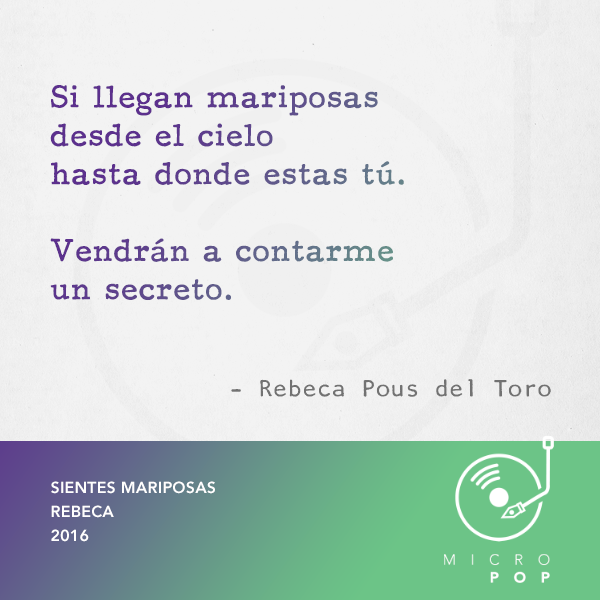 Si llegan mariposas
desde el cielo
hasta donde estas tú.
Vendrán a contarme
un secreto.
– Rebeca Pous del Toro
SIENTES MARIPOSAS
REBECA
2016
MICRO
POP